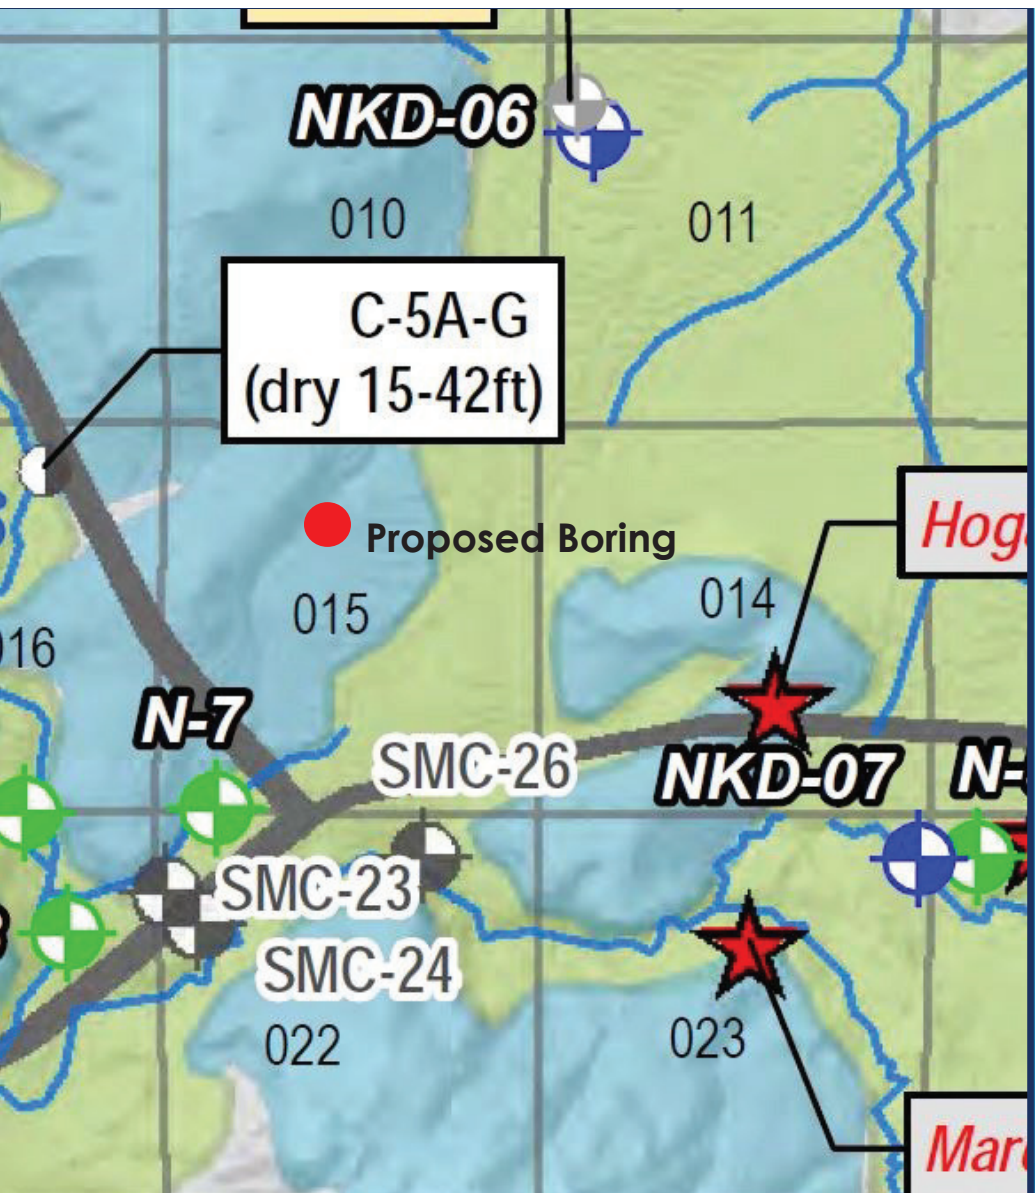 NKD-06
010
011
C-5A-G
(dry 15-42ft)
Proposed Boring
014
015
N-7
SMC-26
NKD-07
SMC-23
SMC-24
022
023